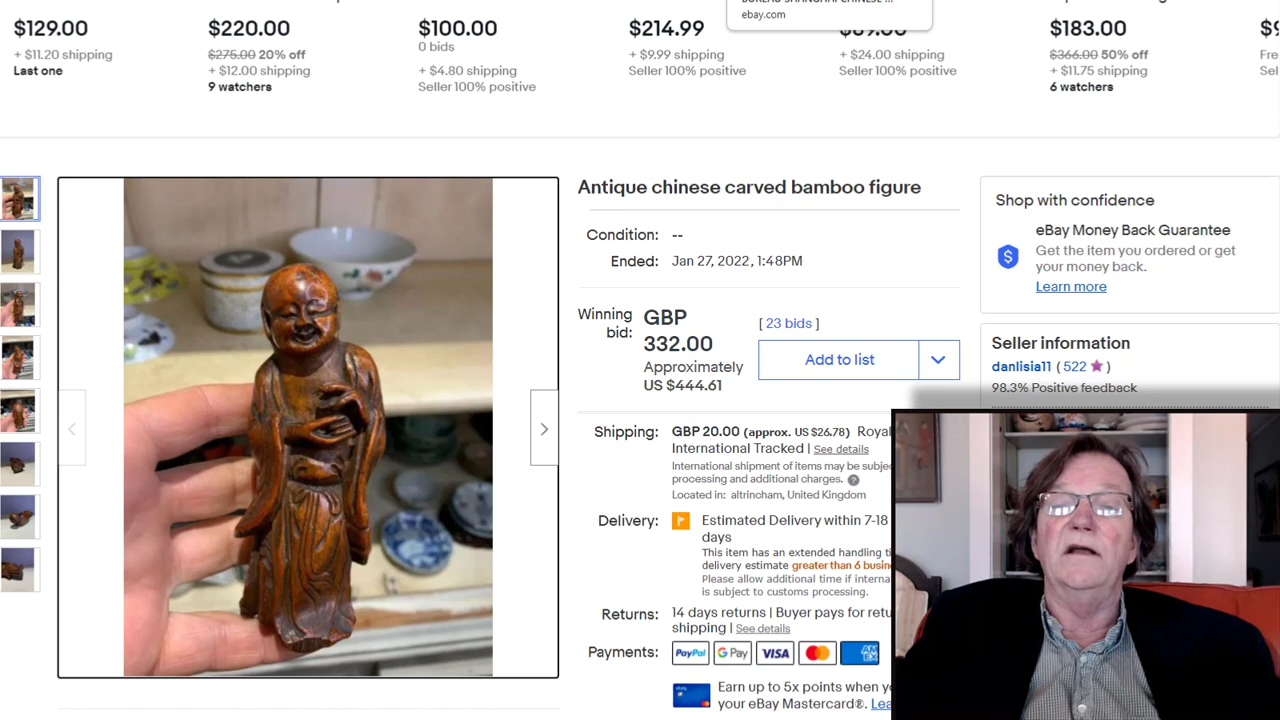 ebay.com
$129.00
+ $11.20 shipping
Last one
$220.00
$275.00 20% off
+ $12.00 shipping
9 watchers
$100.00
0 bids
+ $4.80 shipping
Seller 100% positive
$214.99
+ $9.99 shipping
Seller 100% positive
+ $24.00 shipping
Seller 100% positive
$183.00
$366.00 50% off
+ $11.75 shipping
6 watchers
Antique chinese carved bamboo figure
Condition: --
Ended: Jan 27, 2022, 1:48PM
Winning bid:
GBP
332.00
Approximately
US $444.61
[ 23 bids ]
Add to list
Shipping: GBP 20.00 (approx. US $26.78) Royal
International Tracked | See details
International shipment of items may be
processing and additional charges.
Located in: altrincham, United Kingdom
Delivery: Estimated Delivery within 7-18
days
This item has an extended handling
delivery estimate greater than 6
Please allow additional time if
is subject to customs processing.
Returns: 14 days returns | Buyer pays for
shipping | See details
Payments: PayPal G Pay VISA
Earn up to 5x points when
your eBay Mastercard®.
Shop with confidence
eBay Money Back Guarantee
Get the item you ordered or get
your money back.
Learn more
Seller information
danlisia11 ( 522 ★ )
98.3% Positive feedback